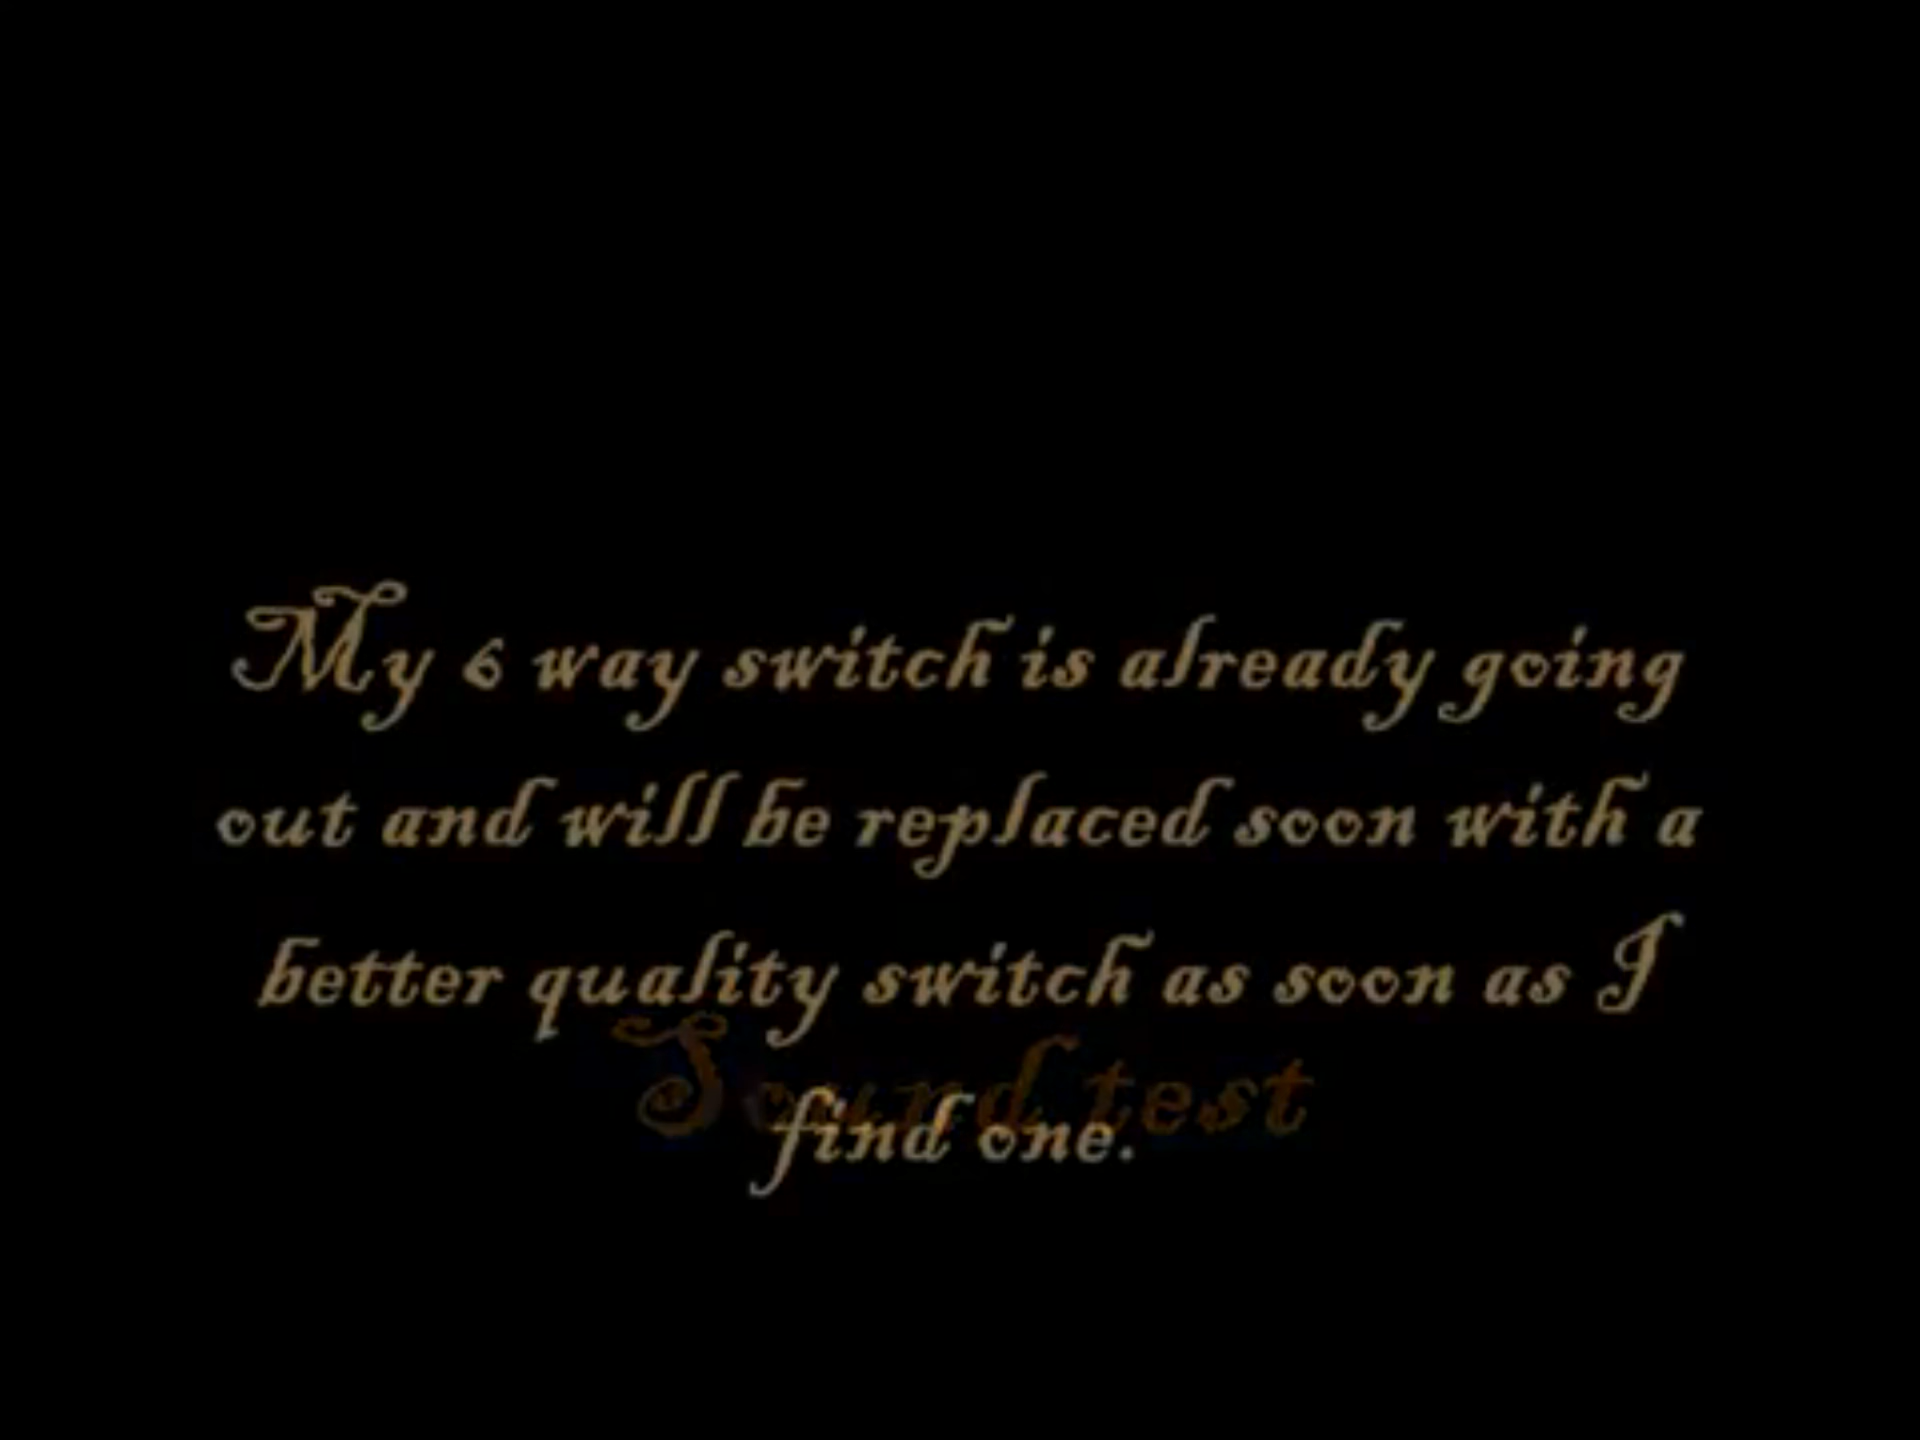 My 6 way switch is already going
out and will be replaced soon with a
better quality switch as soon as I
Sound test
find one.